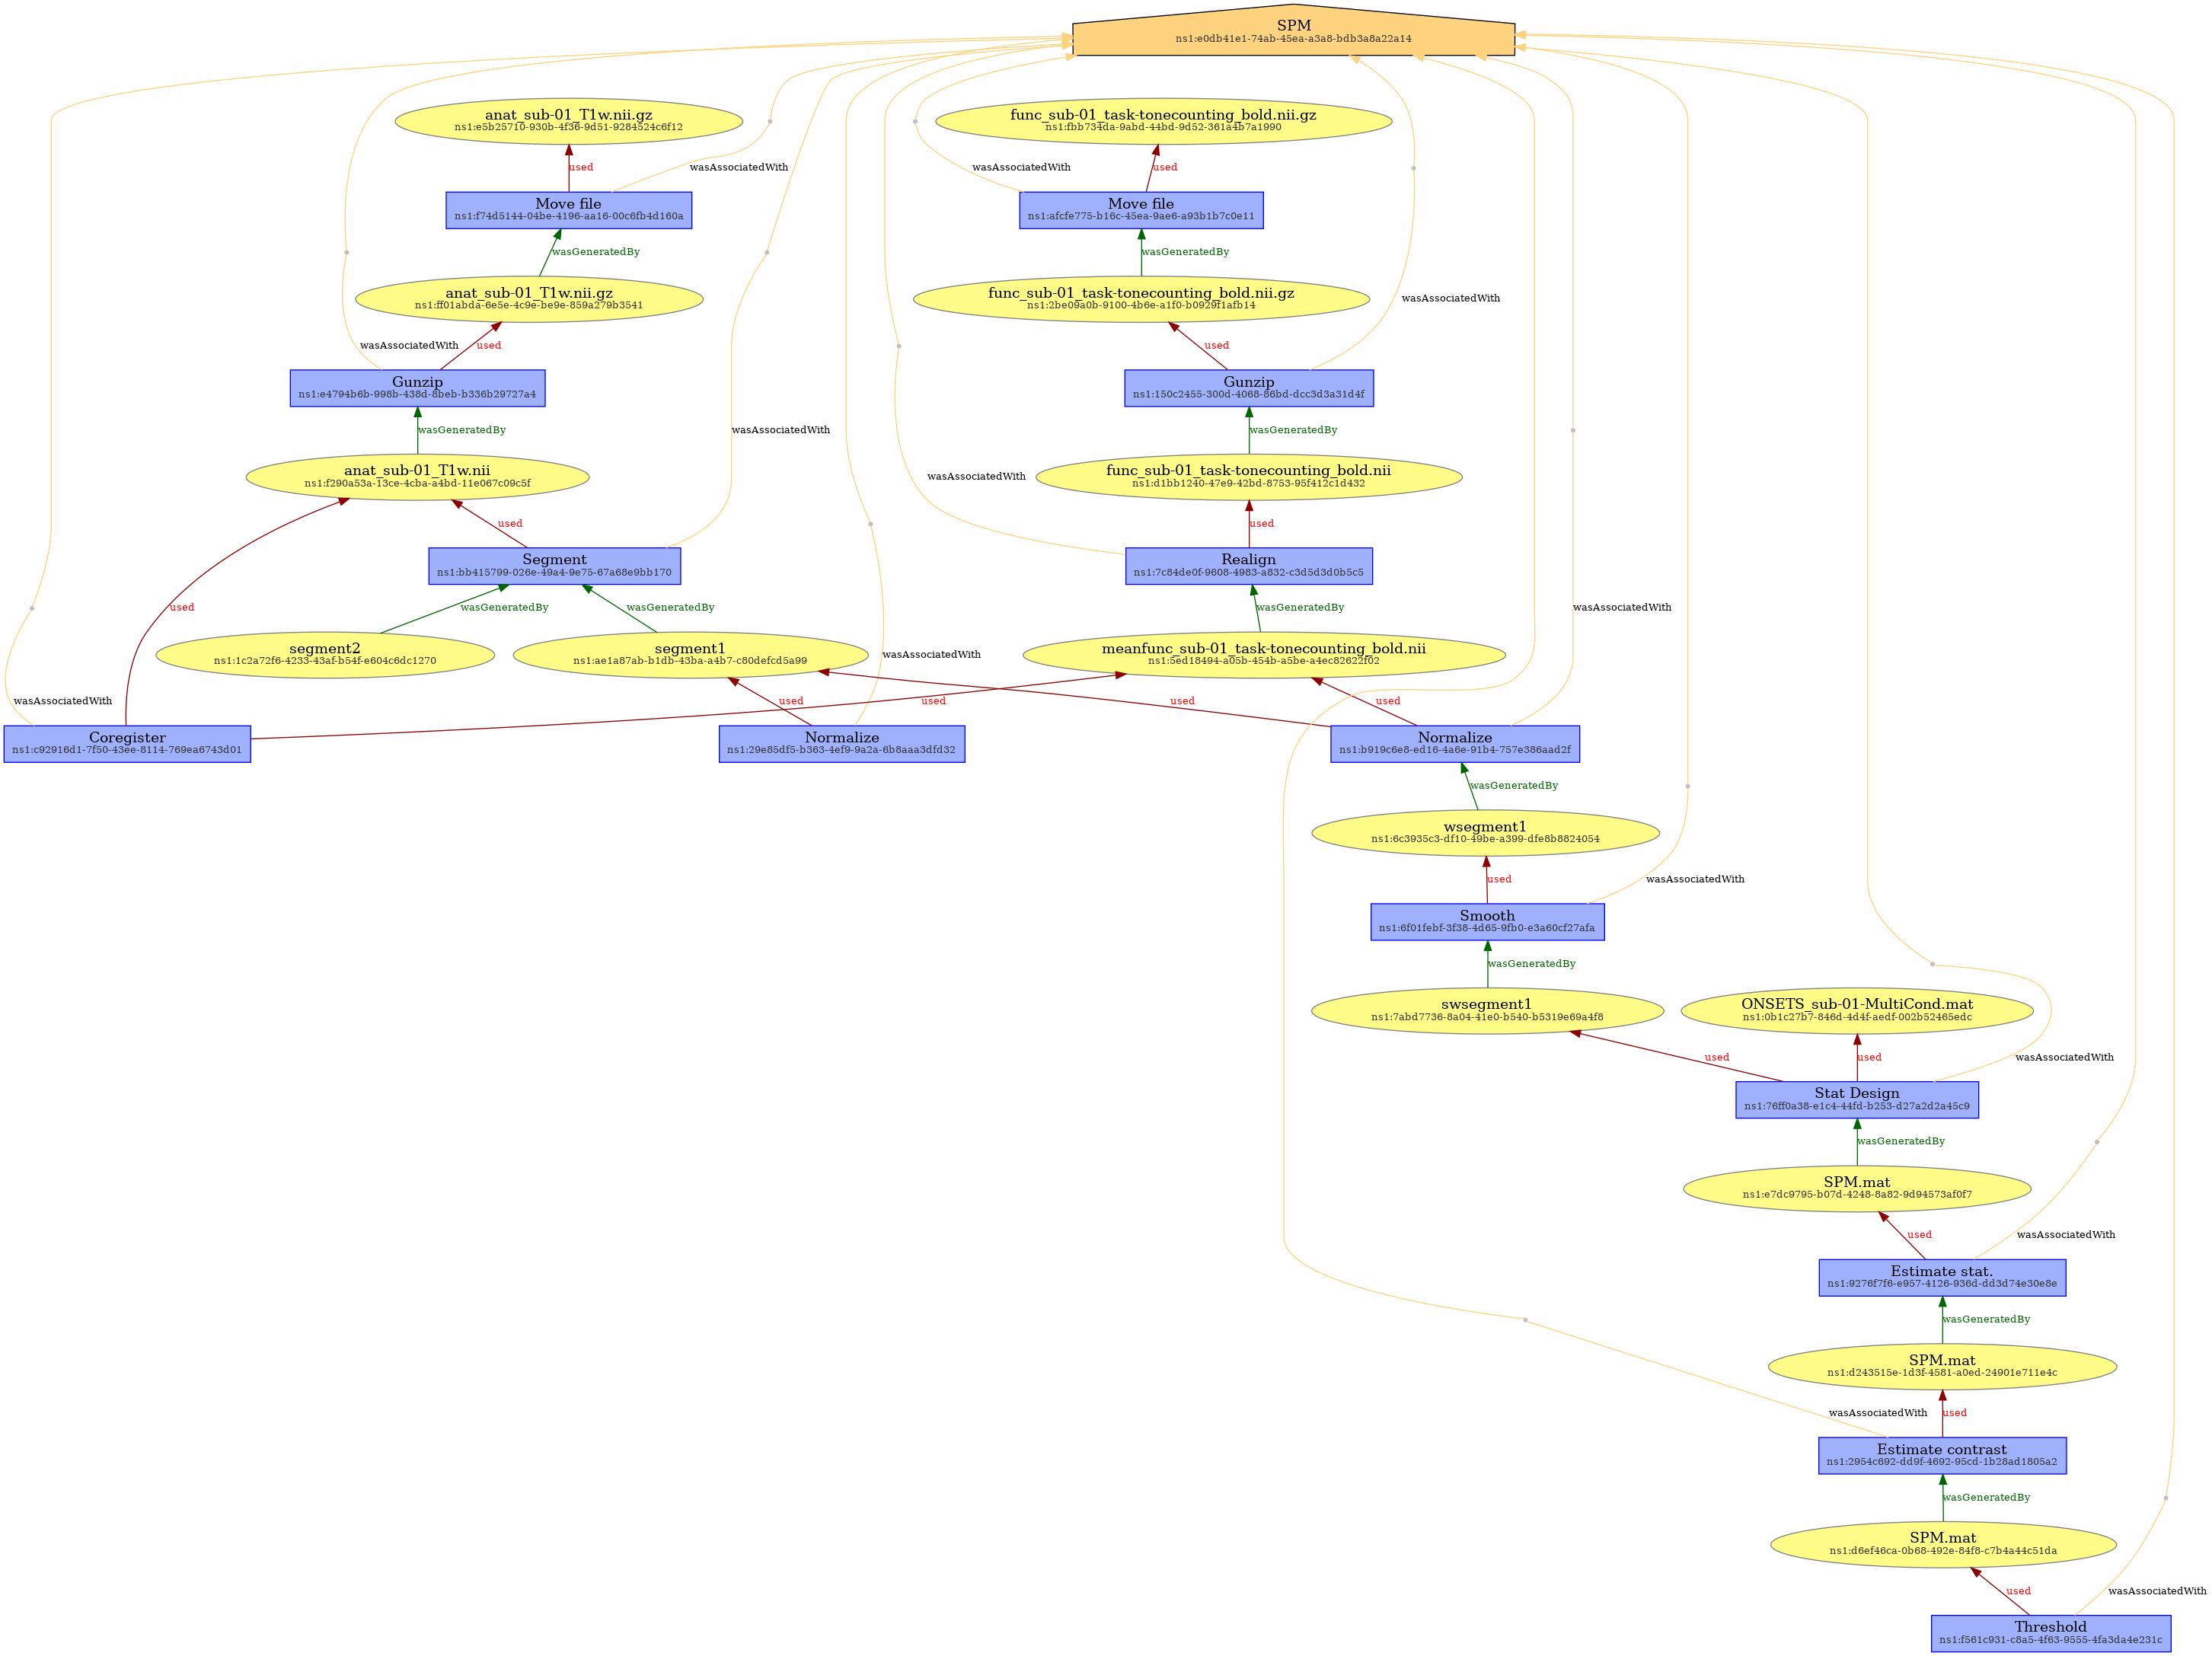 SPM
ns1:e0db41e1-74ab-45ea-a3a8-bdb3a8a22a14
anat_sub-01_T1w.nii.gz
ns1:e5b25710-930b-4f36-9d51-9284524c6f12
func_sub-01_task-tonecounting_bold.nii.gz
ns1:fbb734da-9abd-44bd-9d52-361a4b7a1990
used
wasAssociatedWith
wasAssociatedWith
used
Move file
ns1:f74d5144-04be-4196-aa16-00c6fb4d160a
Move file
ns1:afcfe775-b16c-45ea-9ae6-a93b1b7c0e11
wasGeneratedBy
wasGeneratedBy
anat_sub-01_T1w.nii.gz
ns1:ff01abda-6e5e-4c9e-be9e-859a279b3541
func_sub-01_task-tonecounting_bold.nii.gz
ns1:2be09a0b-9100-4b6e-a1f0-b0929f1afb14
wasAssociatedWith
wasAssociatedWith
used
used
Gunzip
ns1:e4794b6b-998b-438d-8beb-b336b29727a4
Gunzip
ns1:150c2455-300d-4068-86bd-dcc3d3a31d4f
wasGeneratedBy
wasAssociatedWith
wasGeneratedBy
anat_sub-01_T1w.nii
ns1:f290a53a-13ce-4cba-a4bd-11e067c09c5f
wasAssociatedWith
func_sub-01_task-tonecounting_bold.nii
ns1:d1bb1240-47e9-42bd-8753-95f412c1d432
used
used
Segment
ns1:bb415799-026e-49a4-9e75-67a68e9bb170
Realign
ns1:7c84de0f-9608-4983-a832-c3d5d3d0b5c5
used
wasGeneratedBy
wasGeneratedBy
wasGeneratedBy
wasAssociatedWith
segment2
ns1:1c2a72f6-4233-43af-b54f-e604c6dc1270
segment1
ns1:ae1a87ab-b1db-43ba-a4b7-c80defcd5a99
wasAssociatedWith
meanfunc_sub-01_task-tonecounting_bold.nii
ns1:5ed18494-a05b-454b-a5be-a4ec82622f02
wasAssociatedWith
used
used
used
used
Coregister
ns1:c92916d1-7f50-43ee-8114-769ea6743d01
Normalize
ns1:29e85df5-b363-4ef9-9a2a-6b8aaa3dfd32
Normalize
ns1:b919c6e8-ed16-4a6e-91b4-757e386aad2f
wasGeneratedBy
wsegment1
ns1:6c3935c3-df10-49be-a399-dfe8b8824054
used
wasAssociatedWith
Smooth
ns1:6f01febf-3f38-4d65-9fb0-e3a60cf27afa
wasGeneratedBy
swsegment1
ns1:7abd7736-8a04-41e0-b540-b5319e69a4f8
ONSETS_sub-01-MultiCond.mat
ns1:0b1c27b7-846d-4d4f-aedf-002b52465edc
used
used
wasAssociatedWith
Stat Design
ns1:76ff0a38-e1c4-44fd-b253-d27a2d2a45c9
wasGeneratedBy
SPM.mat
ns1:e7dc9795-b07d-4248-8a82-9d94573af0f7
used
wasAssociatedWith
Estimate stat.
ns1:9276f7f6-e957-4126-936d-dd3d74e30e8e
wasGeneratedBy
SPM.mat
ns1:d243515e-1d3f-4581-a0ed-24901e711e4c
wasAssociatedWith
used
Estimate contrast
ns1:2954c692-dd9f-4692-95cd-1b28ad1805a2
wasGeneratedBy
SPM.mat
ns1:d6ef46ca-0b68-492e-84f8-c7b4a44c51da
used
wasAssociatedWith
Threshold
ns1:f561c931-c8a5-4f63-9555-4fa3da4e231c